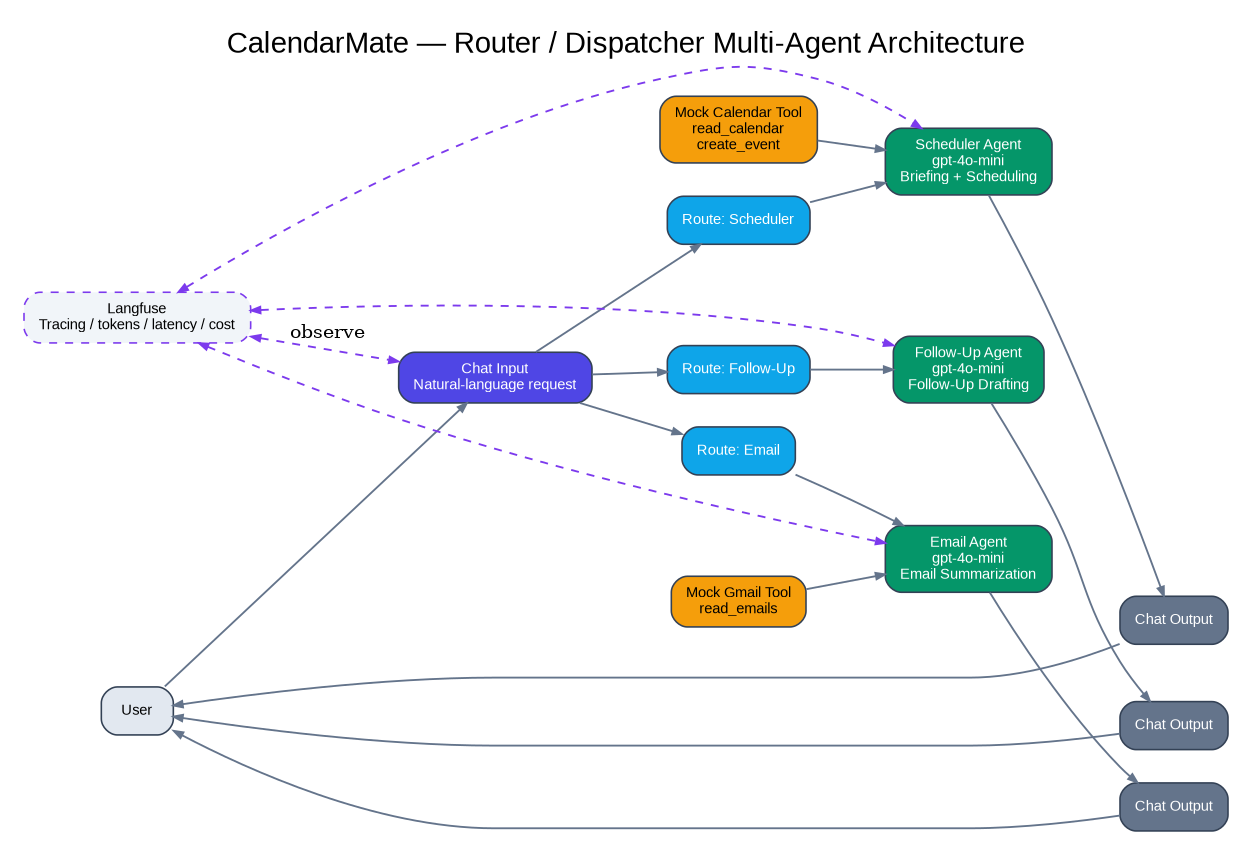 CalendarMate — Router / Dispatcher Multi-Agent Architecture
Mock Calendar Tool
read_calendar
create_event
Scheduler Agent
gpt-4o-mini
Briefing + Scheduling
Route: Scheduler
Langfuse
Tracing / tokens / latency / cost
observe
Chat Input
Natural-language request
Route: Follow-Up
Follow-Up Agent
gpt-4o-mini
Follow-Up Drafting
Route: Email
Email Agent
gpt-4o-mini
Email Summarization
Mock Gmail Tool
read_emails
Chat Output
User
Chat Output
Chat Output